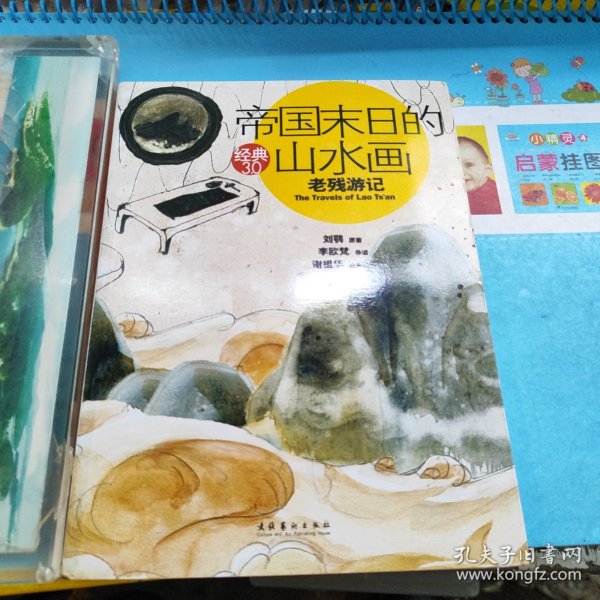 帝国末日的
山水画
经典
3.0
老残游记
The Travels of Lao Ts'an
刘鹗 原著
李欧梵 导读
谢祖华
文化艺术出版社
Culture and Art Publishing House
小精灵 4
启蒙挂图
孔夫子旧书网
www.kongfz.com